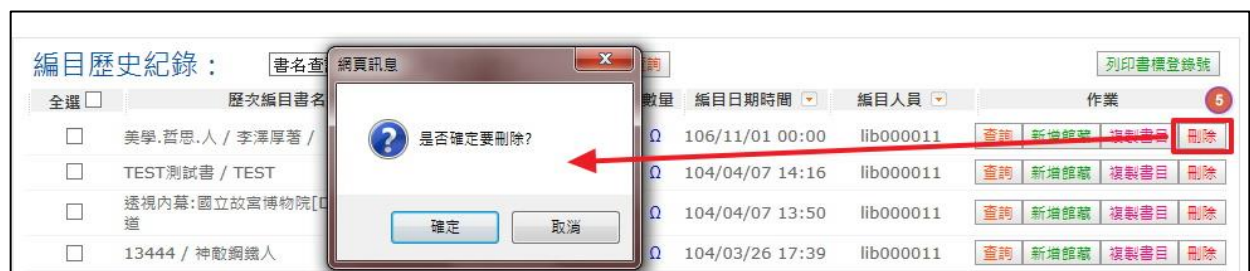 編目歷史紀錄： 書名查 詢 列印書標登錄號
全選 歷次編目書名 數量 編目日期時間 編目人員 作業 5
美學.哲思.人 / 李澤厚著 / Ω 106/11/01 00:00 lib000011 查詢 新增館藏 複製書目 刪除
TEST測試書 / TEST Ω 104/04/07 14:16 lib000011 查詢 新增館藏 複製書目 刪除
透視內幕:國立故宮博物院 Ω 104/04/07 13:50 lib000011 查詢 新增館藏 複製書目 刪除
道
13444 / 神敵鋼鐵人 Ω 104/03/26 17:39 lib000011 查詢 新增館藏 複製書目 刪除
網頁訊息
是否確定要刪除?
確定 取消